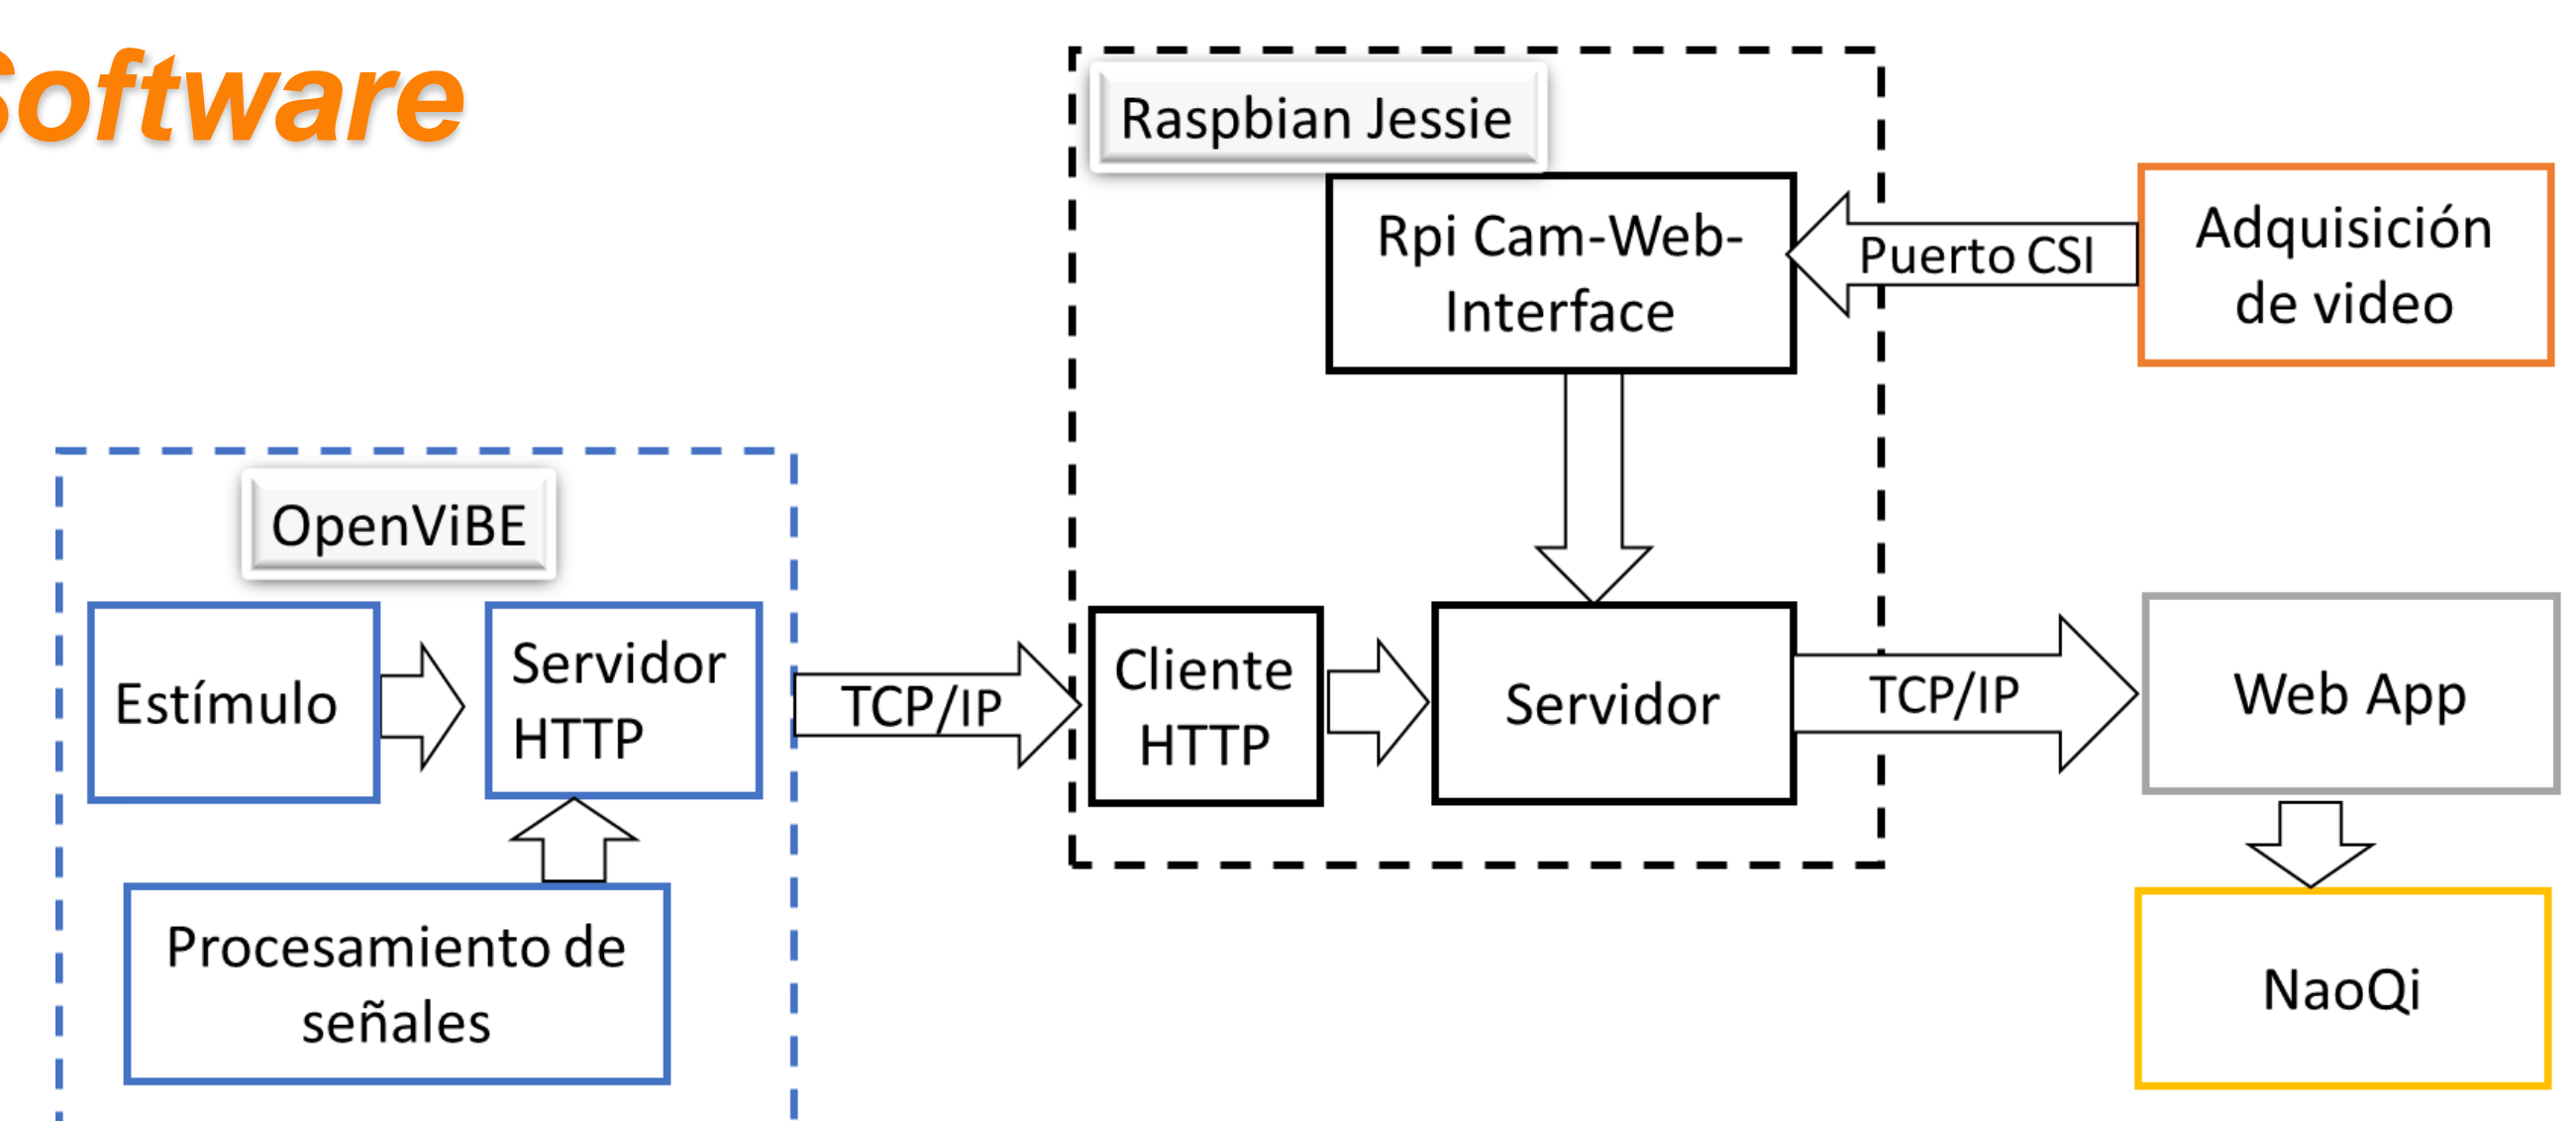 Software
Raspbian Jessie
Rpi Cam-Web-
Interface
Puerto CSI
Adquisición
de video
OpenViBE
Estímulo
Servidor
HTTP
TCP/IP
Cliente
HTTP
Servidor
TCP/IP
Web App
Procesamiento de
señales
NaoQi